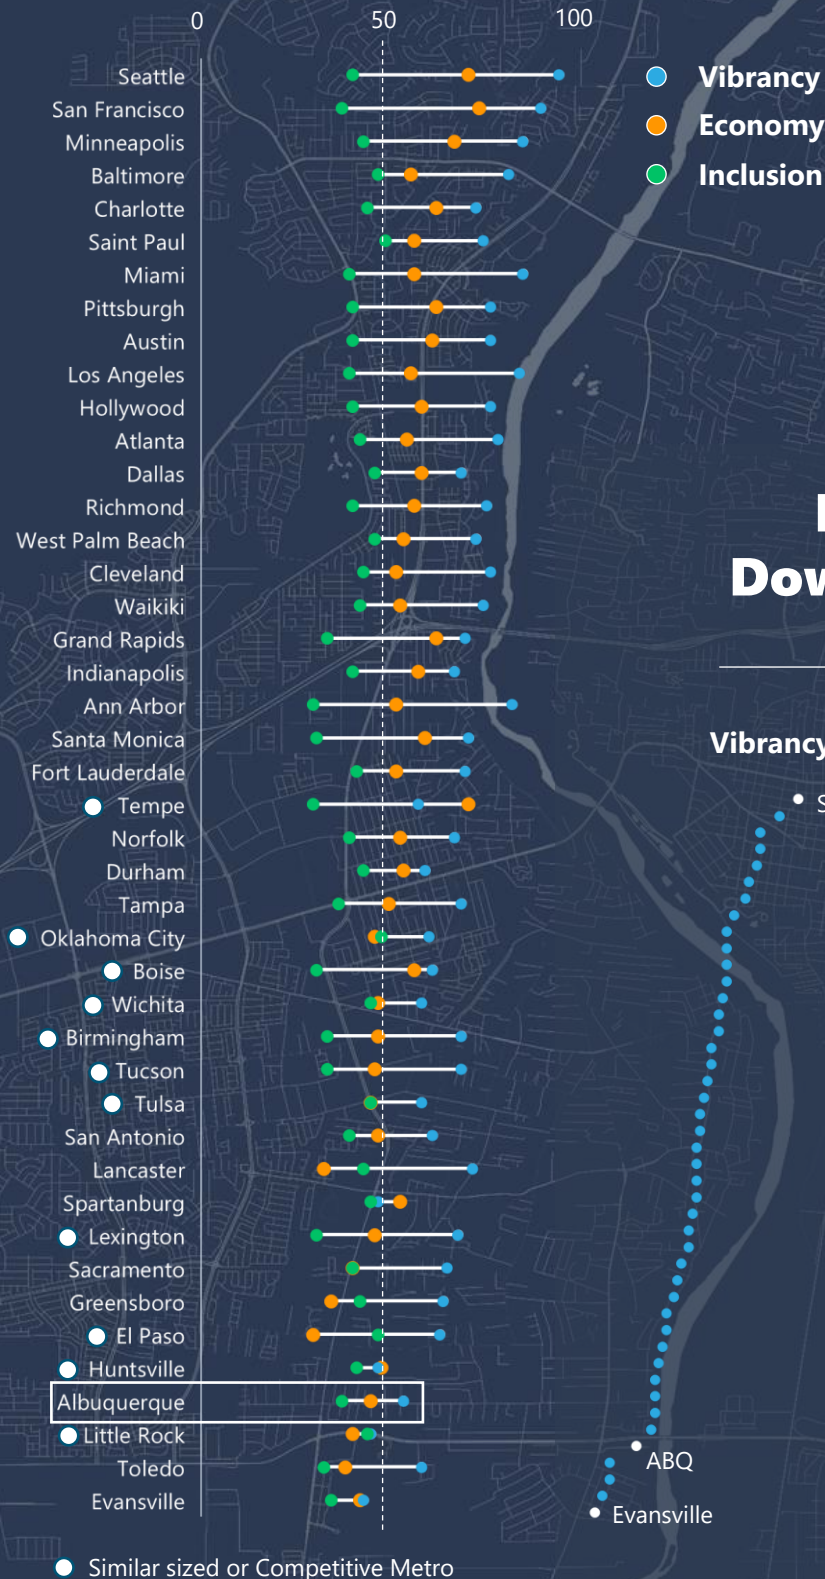 0 50 100
Seattle
San Francisco
Minneapolis
Baltimore
Charlotte
Saint Paul
Miami
Pittsburgh
Austin
Los Angeles
Hollywood
Atlanta
Dallas
Richmond
West Palm Beach
Cleveland
Waikiki
Grand Rapids
Indianapolis
Ann Arbor
Santa Monica
Fort Lauderdale
Tempe
Norfolk
Durham
Tampa
Oklahoma City
Boise
Wichita
Birmingham
Tucson
Tulsa
San Antonio
Lancaster
Spartanburg
Lexington
Sacramento
Greensboro
El Paso
Huntsville
Albuquerque
Little Rock
Toledo
Evansville
Similar sized or Competitive Metro
Vibrancy
Economy
Inclusion
Vibrancy
ABQ
Evansville